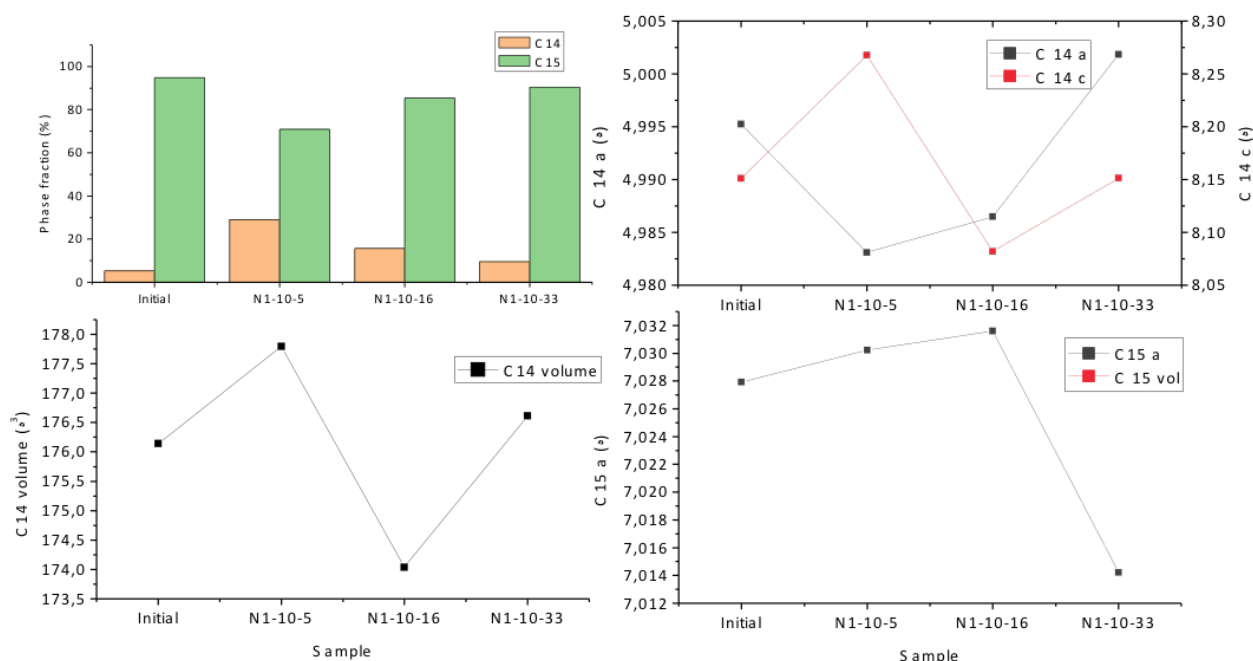 C 14
C 15
Phase fraction (%)
100
80
60
40
20
0
Initial
N1-10-5
N1-10-16
N1-10-33
C 14 a
C 14 c
C 14 a (a)
5,005
5,000
4,995
4,990
4,985
4,980
8,30
8,25
8,20
8,15
8,10
8,05
C 14 c (a)
Initial
N1-10-5
N1-10-16
N1-10-33
C14 volume
C14 volume (a³)
178,0
177,5
177,0
176,5
176,0
175,5
175,0
174,5
174,0
173,5
Initial
N1-10-5
N1-10-16
N1-10-33
Sample
C15 a
C 15 vol
C15 a (a)
7,032
7,030
7,028
7,026
7,024
7,022
7,020
7,018
7,016
7,014
7,012
Initial
N1-10-5
N1-10-16
N1-10-33
Sample